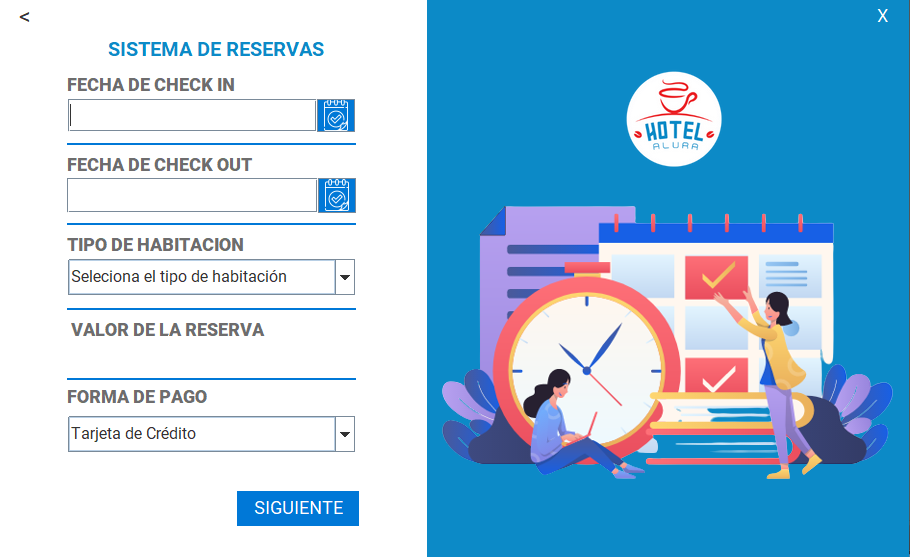 <
X
SISTEMA DE RESERVAS
FECHA DE CHECK IN
FECHA DE CHECK OUT
TIPO DE HABITACION
Seleciona el tipo de habitación
VALOR DE LA RESERVA
FORMA DE PAGO
Tarjeta de Crédito
SIGUIENTE
HOTEL
ALURA